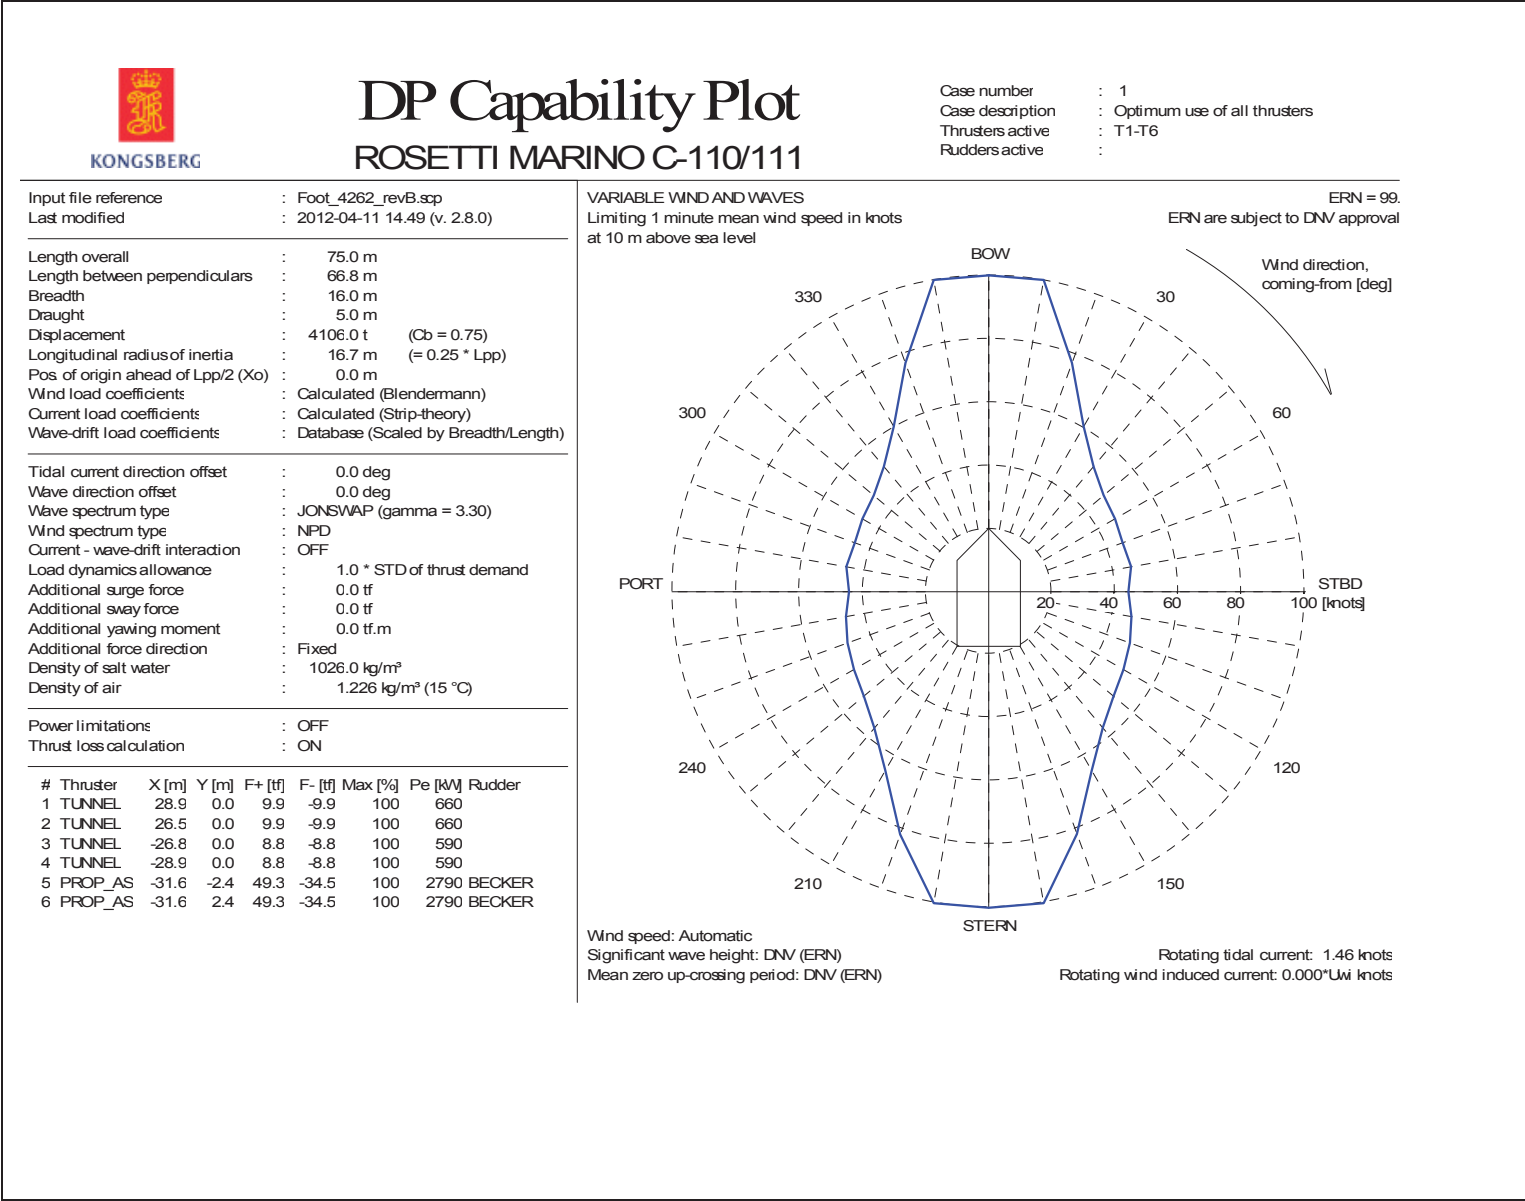 KONGSBERG
DP Capability Plot
ROSETTI MARINO C-110/111
Case number : 1
Case description : Optimum use of all thrusters
Thrusters active : T1-T6
Rudders active :
Input file reference : Foot_4262_revB.scp
Last modified : 2012-04-11 14.49 (v. 2.8.0)
Length overall : 75.0 m
Length between perpendiculars : 66.8 m
Breadth : 16.0 m
Draught : 5.0 m
Displacement : 4106.0 t (Cb = 0.75)
Longitudinal radius of inertia : 16.7 m (= 0.25 * Lpp)
Pos. of origin ahead of Lpp/2 (Xo) : 0.0 m
Wind load coefficients : Calculated (Blendermann)
Current load coefficients : Calculated (Strip-theory)
Wave-drift load coefficients : Database (Scaled by Breadth/Length)
Tidal current direction offset : 0.0 deg
Wave direction offset : 0.0 deg
Wave spectrum type : JONSWAP (gamma = 3.30)
Wind spectrum type : NPD
Current - wave-drift interaction : OFF
Load dynamics allowance : 1.0 * STD of thrust demand
Additional surge force : 0.0 tf
Additional sway force : 0.0 tf
Additional yawing moment : 0.0 tf.m
Additional force direction : Fixed
Density of salt water : 1026.0 kg/m³
Density of air : 1.226 kg/m³ (15 °C)
Power limitations : OFF
Thrust loss calculation : ON
# Thruster X [m] Y [m] F+ [tf] F- [tf] Max [%] Pe [kW] Rudder
1 TUNNEL 28.9 0.0 9.9 -9.9 100 660
2 TUNNEL 26.5 0.0 9.9 -9.9 100 660
3 TUNNEL -26.8 0.0 8.8 -8.8 100 590
4 TUNNEL -28.9 0.0 8.8 -8.8 100 590
5 PROP_AS -31.6 -2.4 49.3 -34.5 100 2790 BECKER
6 PROP_AS -31.6 2.4 49.3 -34.5 100 2790 BECKER
VARIABLE WIND AND WAVES
Limiting 1 minute mean wind speed in knots
at 10 m above sea level
ERN = 99.
ERN are subject to DNV approval
Wind direction,
coming-from [deg]
BOW
330
30
300
60
PORT
STBD
20 40 60 80 100 [knots]
240
120
210
150
STERN
Wind speed: Automatic
Significant wave height: DNV (ERN)
Mean zero up-crossing period: DNV (ERN)
Rotating tidal current: 1.46 knots
Rotating wind induced current: 0.000*Uwi knots